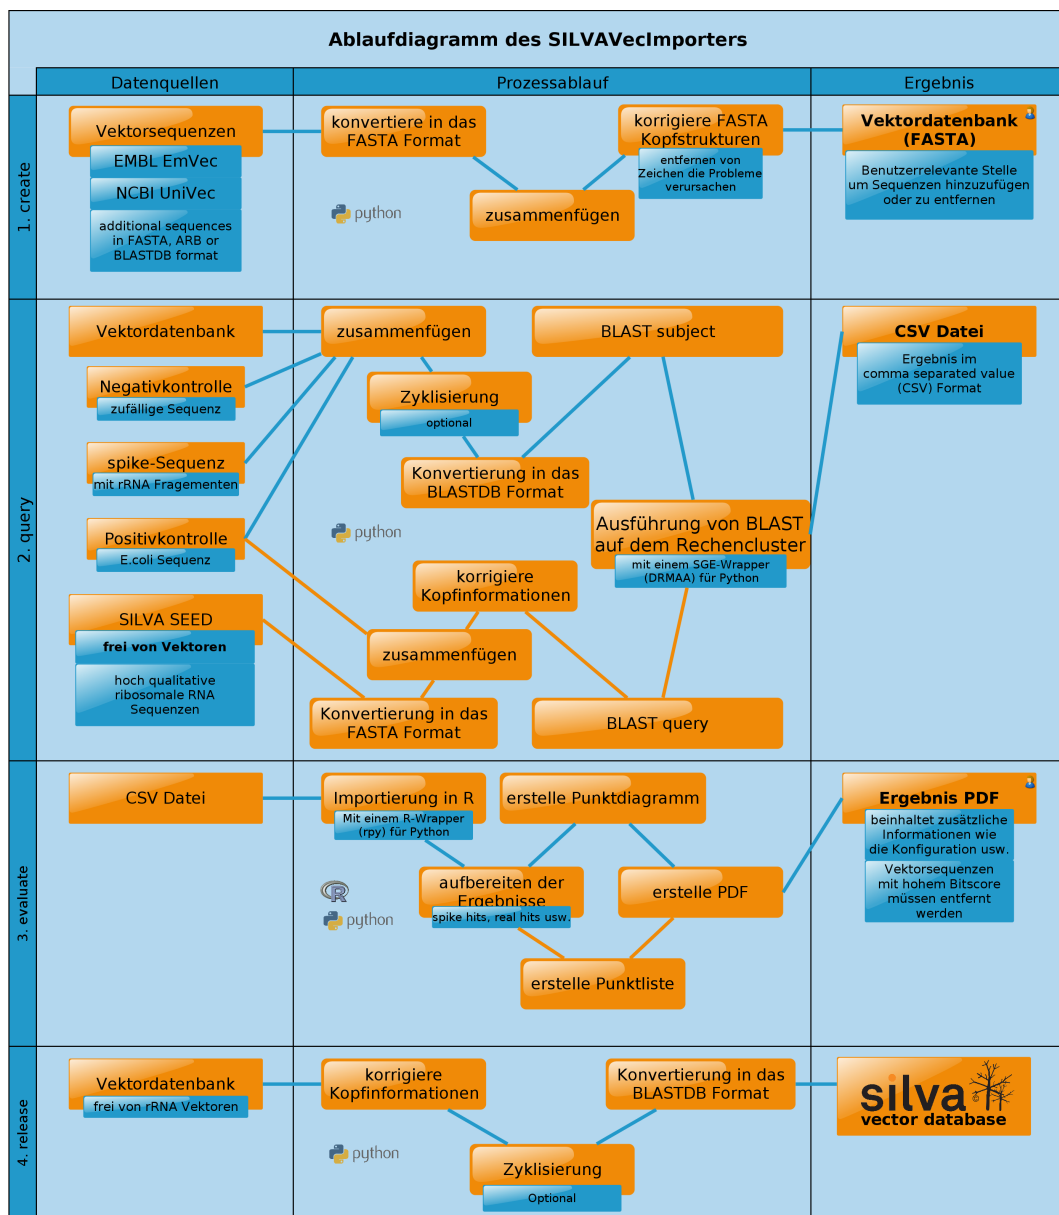 Ablaufdiagramm des SILVAVecImporters
Datenquellen
Prozessablauf
Ergebnis
1. create
Vektorsequenzen
EMBL EmVec
NCBI UniVec
additional sequences
in FASTA, ARB or
BLASTDB format
konvertiere in das
FASTA Format
zusammenfügen
korrigiere FASTA
Kopfstrukturen
entfernen von
Zeichen die Probleme
verursachen
python
Vektordatenbank
(FASTA)
Benutzerrelevante Stelle
um Sequenzen hinzuzufügen
oder zu entfernen
2. query
Vektordatenbank
Negativkontrolle
zufällige Sequenz
spike-Sequenz
mit rRNA Fragmenten
Positivkontrolle
E.coli Sequenz
SILVA SEED
frei von Vektoren
hoch qualitative
ribosomale RNA
Sequenzen
zusammenfügen
BLAST subject
Zyklisierung
optional
Konvertierung in das
BLASTDB Format
python
Ausführung von BLAST
auf dem Rechencluster
mit einem SGE-Wrapper
(DRMAA) für Python
korrigiere
Kopfinformationen
zusammenfügen
Konvertierung in das
FASTA Format
BLAST query
CSV Datei
Ergebnis im
comma separated value
(CSV) Format
3. evaluate
CSV Datei
Importierung in R
Mit einem R-Wrapper
(rpy) für Python
erstelle Punktdiagramm
aufbereiten der
Ergebnisse
spike hits, real hits usw.
erstelle PDF
R
python
erstelle Punktliste
Ergebnis PDF
beinhaltet zusätzliche
Informationen wie
die Konfiguration usw.
Vektorsequenzen
mit hohem Bitscore
müssen entfernt
werden
4. release
Vektordatenbank
frei von rRNA Vektoren
korrigiere
Kopfinformationen
Konvertierung in das
BLASTDB Format
python
Zyklisierung
Optional
silva
vector database